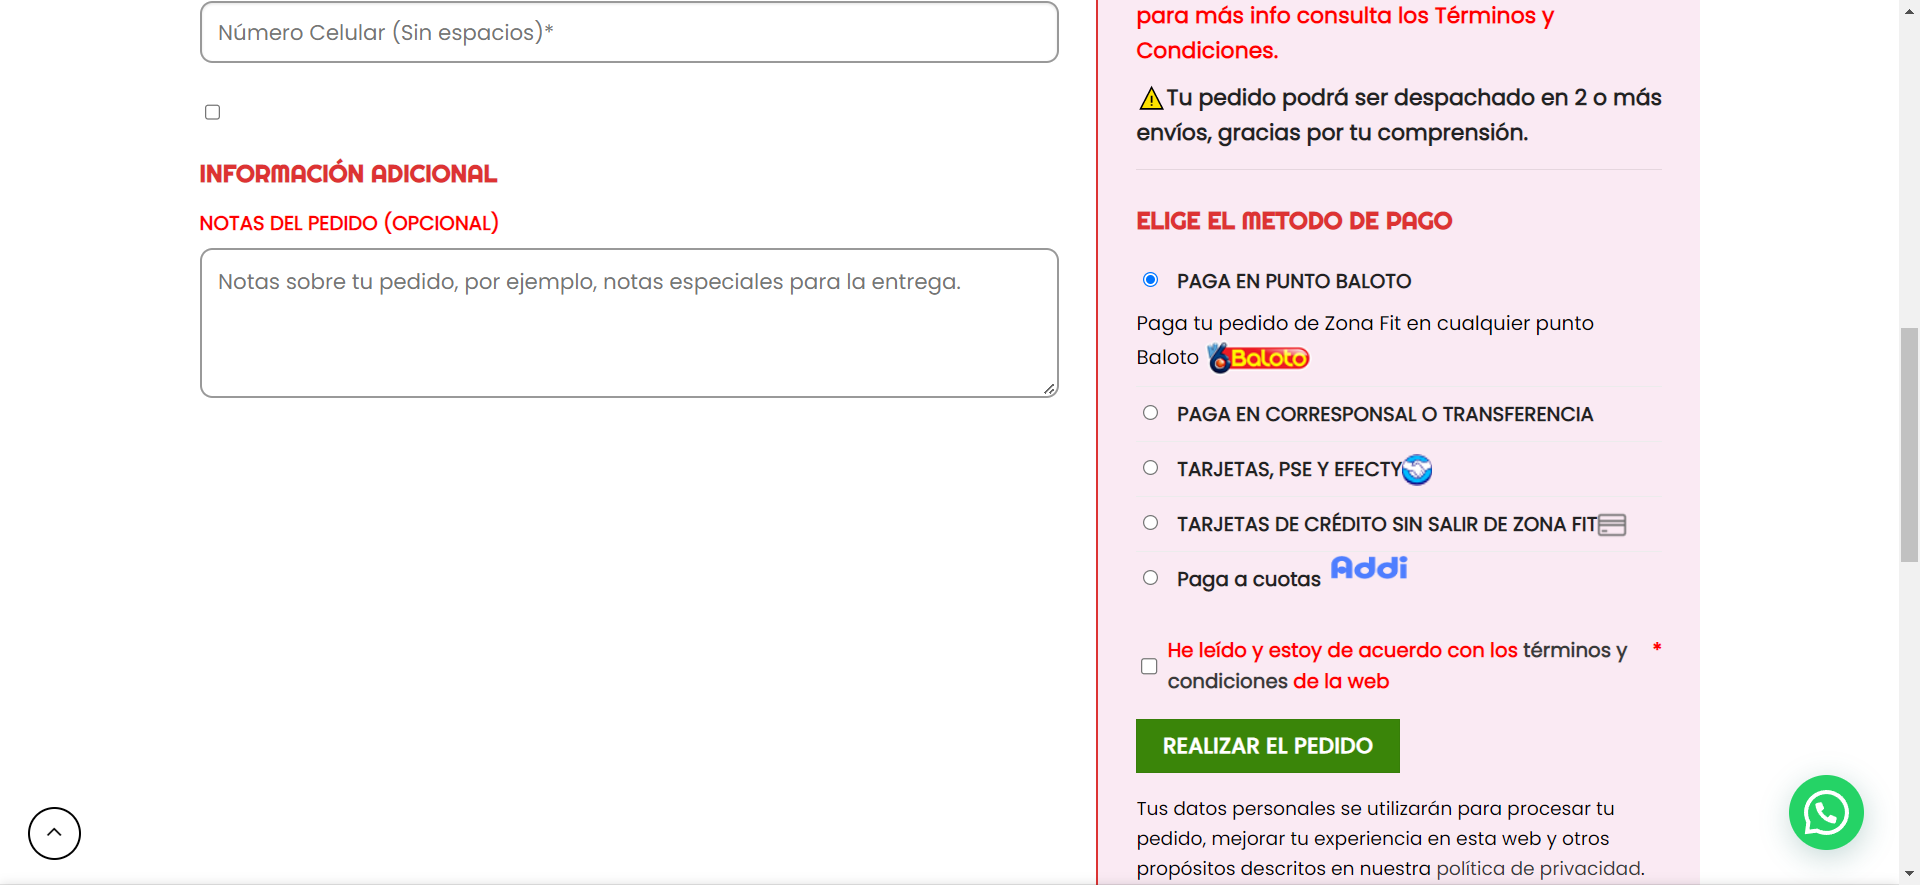 Número Celular (Sin espacios)*
INFORMACIÓN ADICIONAL
NOTAS DEL PEDIDO (OPCIONAL)
Notas sobre tu pedido, por ejemplo, notas especiales para la entrega.
para más info consulta los Términos y
Condiciones.
Tu pedido podrá ser despachado en 2 o más
envíos, gracias por tu comprensión.
ELIGE EL METODO DE PAGO
PAGA EN PUNTO BALOTO
Paga tu pedido de Zona Fit en cualquier punto
Baloto Baloto
PAGA EN CORRESPONSAL O TRANSFERENCIA
TARJETAS, PSE Y EFECTY
TARJETAS DE CRÉDITO SIN SALIR DE ZONA FIT
Paga a cuotas Addi
He leído y estoy de acuerdo con los términos y *
condiciones de la web
REALIZAR EL PEDIDO
Tus datos personales se utilizarán para procesar tu
pedido, mejorar tu experiencia en esta web y otros
propósitos descritos en nuestra política de privacidad.